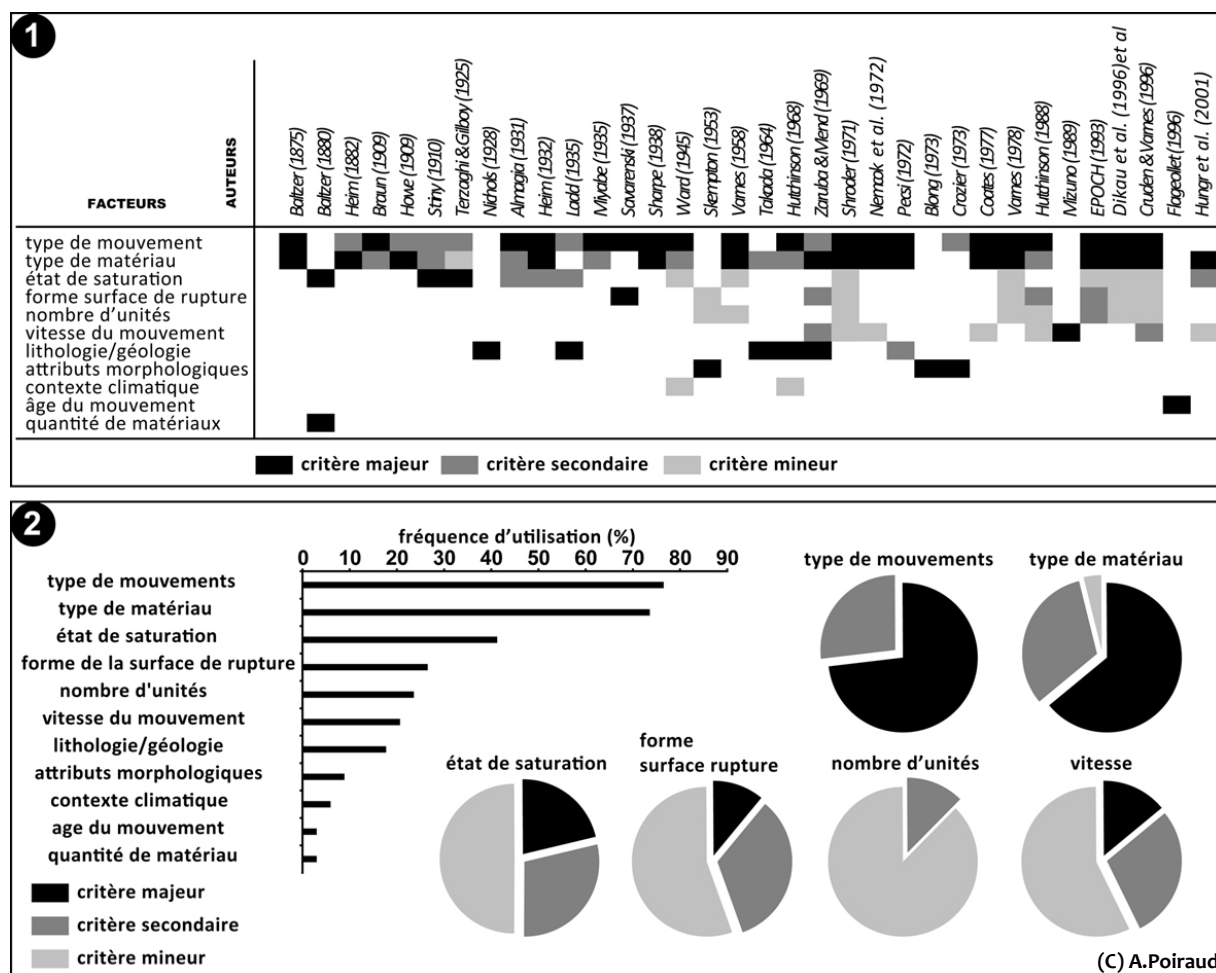 1
AUTEURS
FACTEURS
Baltzer (1875)
Baltzer (1880)
Heim (1882)
Braun (1909)
Howe (1909)
Stiny (1910)
Terzaghi & Gilboy (1925)
Nichols (1928)
Almagia (1931)
Heim (1932)
Ladd (1935)
Miyabe (1935)
Savarenski (1937)
Sharpe (1938)
Ward (1945)
Skempton (1953)
Varnes (1958)
Takada (1964)
Hutchinson (1968)
Zaruba & Mend (1969)
Shroder (1971)
Nemcok et al. (1972)
Pecsi (1972)
Blong (1973)
Crozier (1973)
Coates (1977)
Varnes (1978)
Hutchinson (1988)
Mizuno (1989)
EPOCH (1993)
Dikau et al. (1996) et al
Cruden & Varnes (1996)
Flageollet (1996)
Hungr et al. (2001)
type de mouvement
type de matériau
état de saturation
forme surface de rupture
nombre d'unités
vitesse du mouvement
lithologie/géologie
attributs morphologiques
contexte climatique
âge du mouvement
quantité de matériaux
critère majeur critère secondaire critère mineur
2
fréquence d'utilisation (%)
0 10 20 30 40 50 60 70 80 90
type de mouvements
type de matériau
état de saturation
forme de la surface de rupture
nombre d'unités
vitesse du mouvement
lithologie/géologie
attributs morphologiques
contexte climatique
age du mouvement
quantité de matériau
critère majeur
critère secondaire
critère mineur
type de mouvements
type de matériau
état de saturation
forme
surface rupture
nombre d'unités
vitesse
(C) A.Poiraud